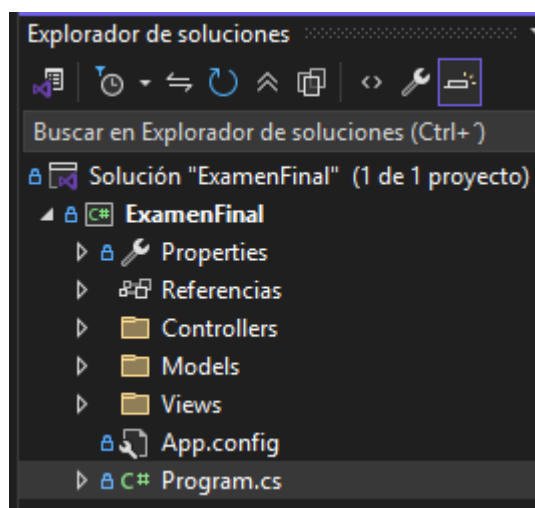 Explorador de soluciones
Buscar en Explorador de soluciones (Ctrl+´)
Solución "ExamenFinal" (1 de 1 proyecto)
C# ExamenFinal
Properties
Referencias
Controllers
Models
Views
App.config
C# Program.cs